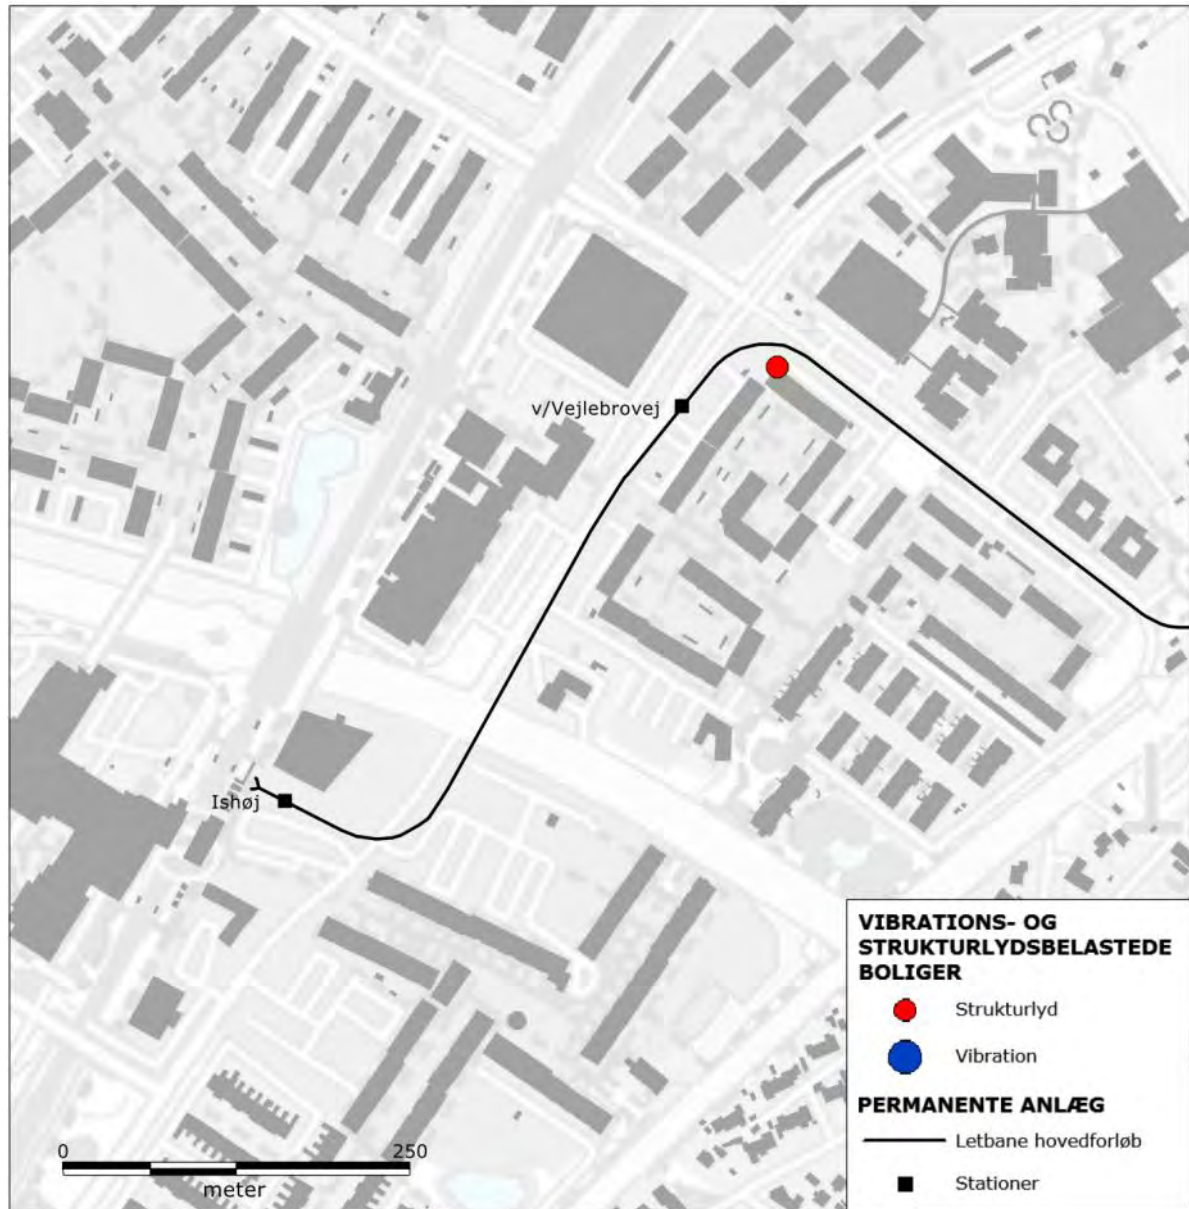 v/Vejlebrovej
Ishøj
0 250
meter
VIBRATIONS- OG
STRUKTURLYDSBELASTEDE
BOLIGER
Strukturlyd
Vibration
PERMANENTE ANLÆG
Letbane hovedforløb
Stationer